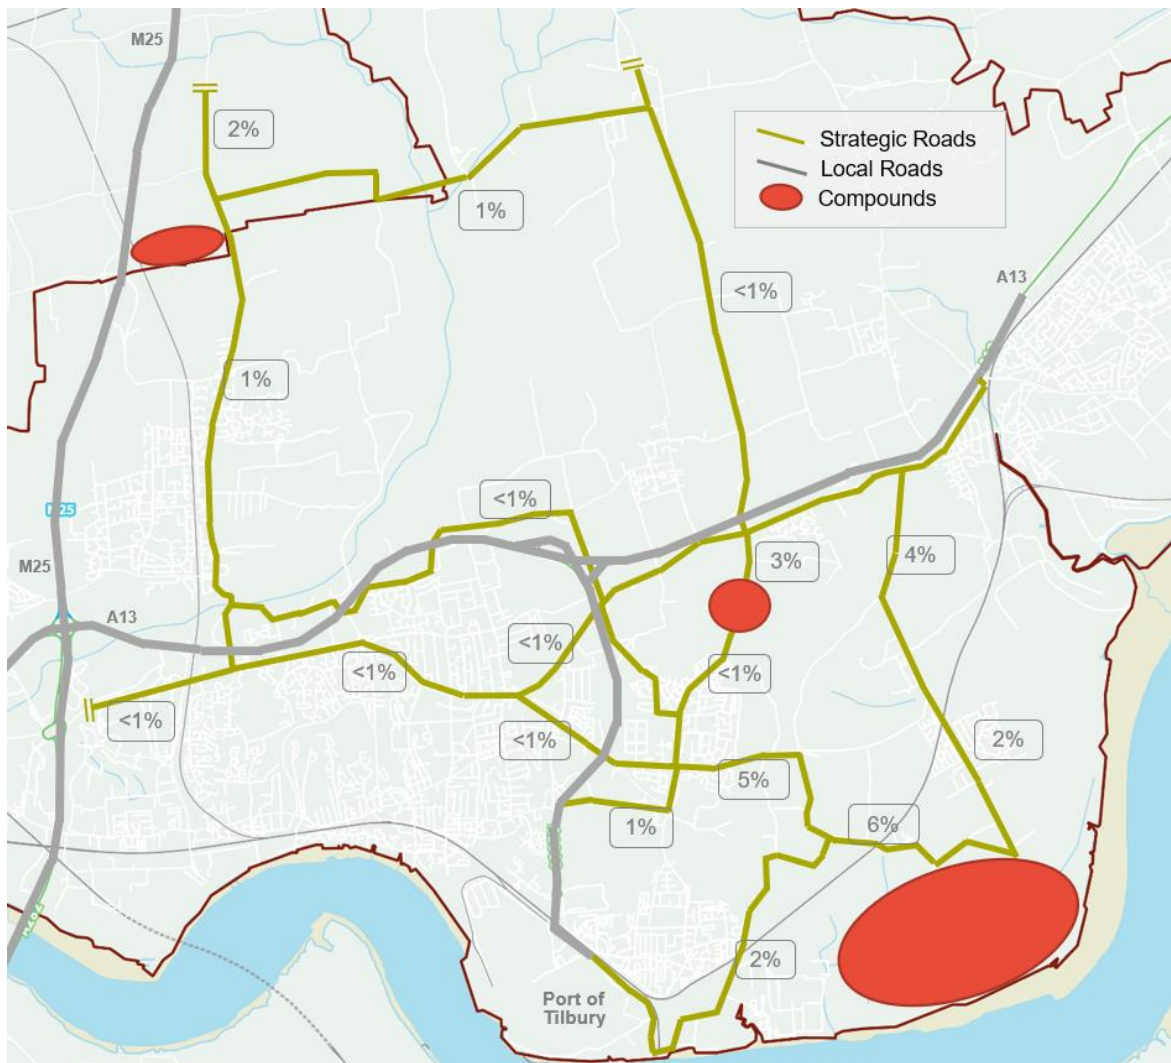 M25
2%
Strategic Roads
Local Roads
Compounds
1%
A13
<1%
1%
<1%
M25
M25
3%
4%
A13
<1%
<1%
<1%
<1%
<1%
2%
5%
1%
6%
2%
Port of
Tilbury